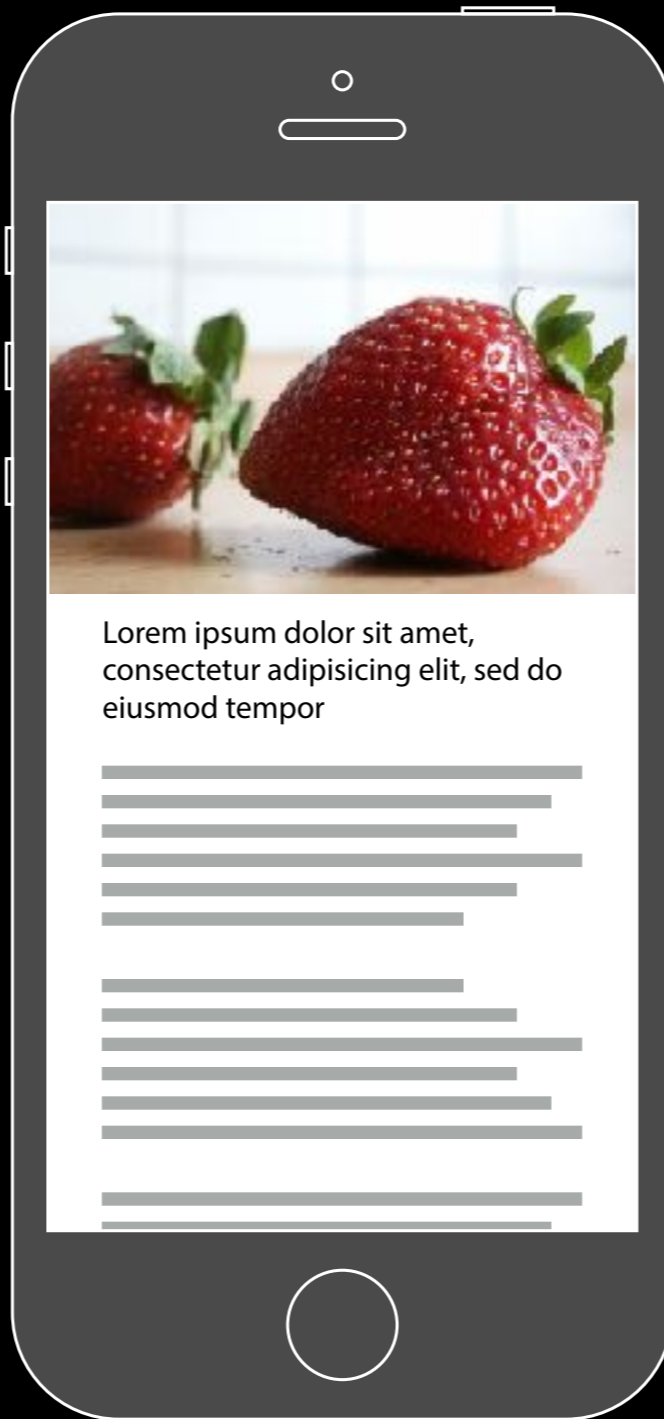 Lorem ipsum dolor sit amet,
consectetur adipisicing elit, sed do
eiusmod tempor